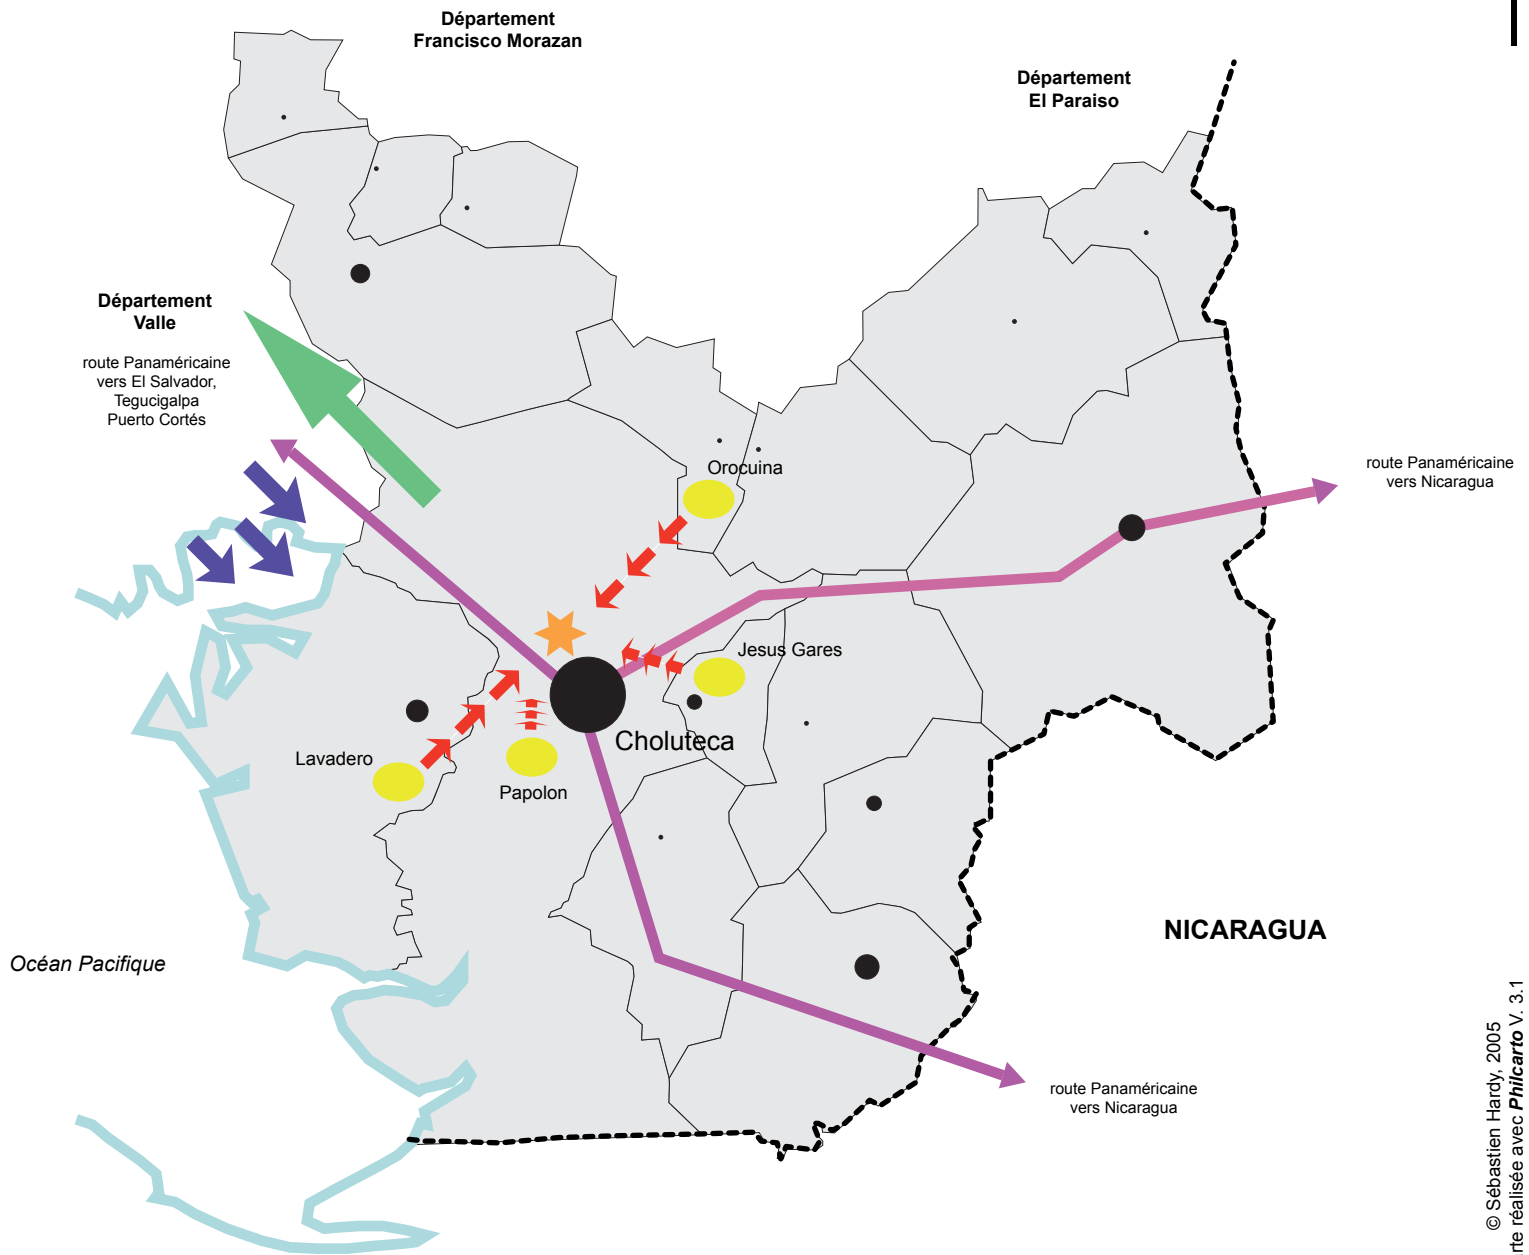 Département
Francisco Morazan
Département
El Paraiso
Département
Valle
route Panaméricaine
vers El Salvador,
Tegucigalpa
Puerto Cortés
Orocuina
route Panaméricaine
vers Nicaragua
Jesus Gares
Choluteca
Lavadero
Papolon
NICARAGUA
Océan Pacifique
route Panaméricaine
vers Nicaragua
© Sébastien Hardy, 2005
réalisée avec Philcarto V. 3.1